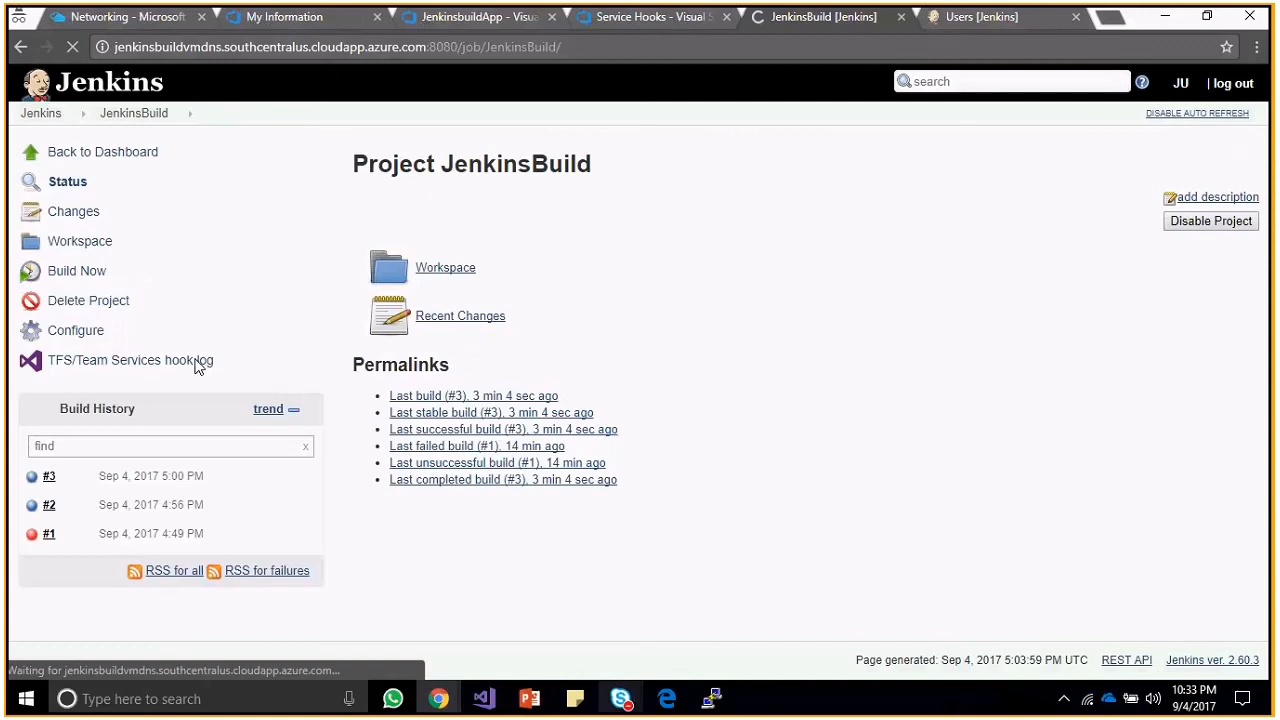 Networking - Microsoft
My Information
JenkinsbuildApp - Visua
Service Hooks - Visual S
JenkinsBuild [Jenkins]
Users [Jenkins]
jenkinsbuildvmdns.southcentralus.cloudapp.azure.com:8080/job/JenkinsBuild/
Jenkins
search
JU
| log out
Jenkins
JenkinsBuild
DISABLE AUTO REFRESH
Back to Dashboard
Status
Changes
Workspace
Build Now
Delete Project
Configure
TFS/Team Services hook log
Build History
trend
find
x
#3 Sep 4, 2017 5:00 PM
#2 Sep 4, 2017 4:56 PM
#1 Sep 4, 2017 4:49 PM
RSS for all
RSS for failures
Project JenkinsBuild
add description
Disable Project
Workspace
Recent Changes
Permalinks
Last build (#3), 3 min 4 sec ago
Last stable build (#3), 3 min 4 sec ago
Last successful build (#3), 3 min 4 sec ago
Last failed build (#1), 14 min ago
Last unsuccessful build (#1), 14 min ago
Last completed build (#3), 3 min 4 sec ago
Waiting for jenkinsbuildvmdns.southcentralus.cloudapp.azure.com...
Page generated: Sep 4, 2017 5:03:59 PM UTC
REST API
Jenkins ver. 2.60.3
Type here to search
10:33 PM
9/4/2017